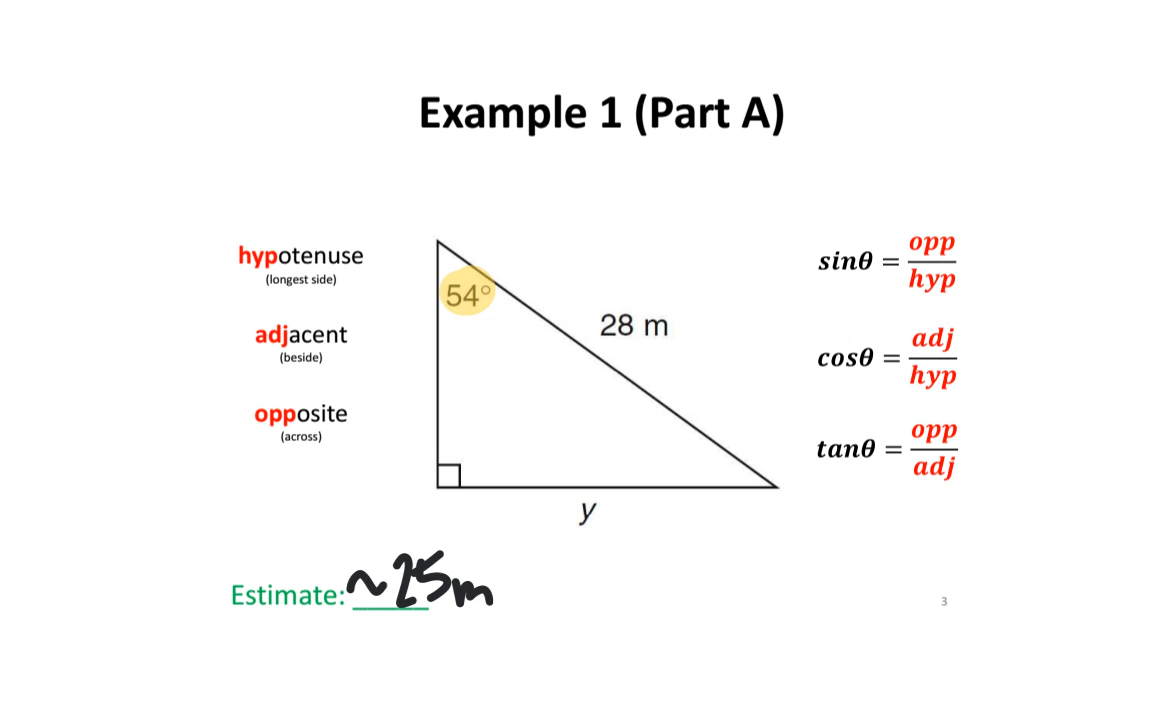 Example 1 (Part A)
hypotenuse
(longest side)
adjacent
(beside)
opposite
(across)
54°
28 m
y
sinθ = opp/hyp
cosθ = adj/hyp
tanθ = opp/adj
Estimate: ~25m
3